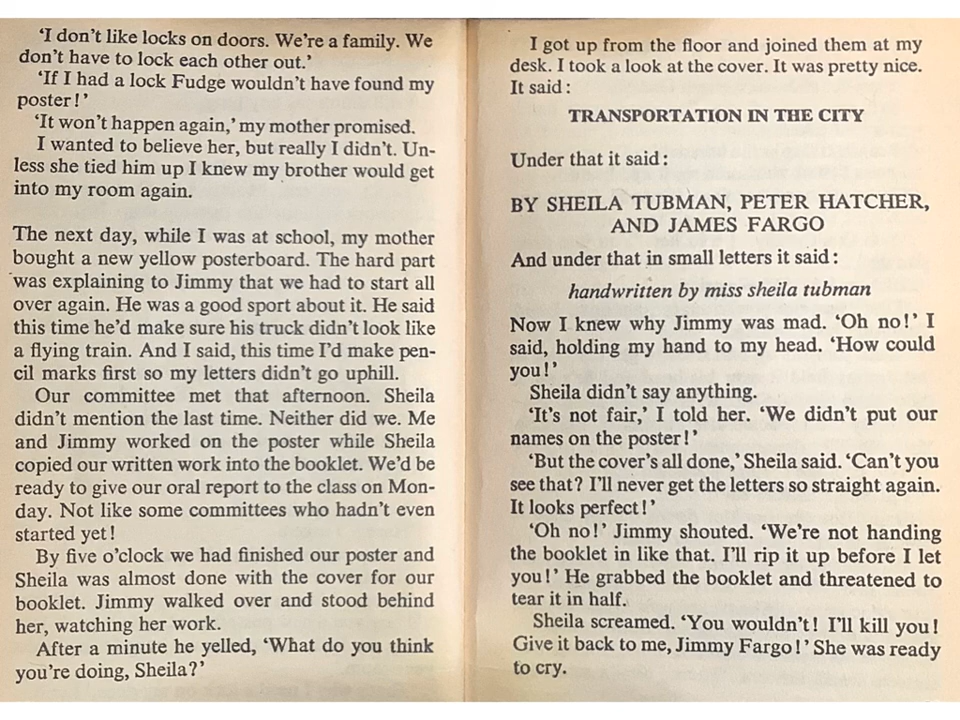 ‘I don't like locks on doors. We're a family. We
don't have to lock each other out.’
‘If I had a lock Fudge wouldn't have found my
poster!’
‘It won't happen again,’ my mother promised.
I wanted to believe her, but really I didn't. Un-
less she tied him up I knew my brother would get
into my room again.
The next day, while I was at school, my mother
bought a new yellow posterboard. The hard part
was explaining to Jimmy that we had to start all
over again. He was a good sport about it. He said
this time he'd make sure his truck didn't look like
a flying train. And I said, this time I'd make pen-
cil marks first so my letters didn't go uphill.
Our committee met that afternoon. Sheila
didn't mention the last time. Neither did we. Me
and Jimmy worked on the poster while Sheila
copied our written work into the booklet. We'd be
ready to give our oral report to the class on Mon-
day. Not like some committees who hadn't even
started yet!
By five o'clock we had finished our poster and
Sheila was almost done with the cover for our
booklet. Jimmy walked over and stood behind
her, watching her work.
After a minute he yelled, ‘What do you think
you're doing, Sheila?’
I got up from the floor and joined them at my
desk. I took a look at the cover. It was pretty nice.
It said:
TRANSPORTATION IN THE CITY
Under that it said:
BY SHEILA TUBMAN, PETER HATCHER,
AND JAMES FARGO
And under that in small letters it said:
handwritten by miss sheila tubman
Now I knew why Jimmy was mad. ‘Oh no!’ I
said, holding my hand to my head. ‘How could
you!’
Sheila didn't say anything.
‘It's not fair,’ I told her. ‘We didn't put our
names on the poster!’
‘But the cover's all done,’ Sheila said. ‘Can't you
see that? I'll never get the letters so straight again.
It looks perfect!’
‘Oh no!’ Jimmy shouted. ‘We're not handing
the booklet in like that. I'll rip it up before I let
you!’ He grabbed the booklet and threatened to
tear it in half.
Sheila screamed. ‘You wouldn't! I'll kill you!
Give it back to me, Jimmy Fargo!’ She was ready
to cry.